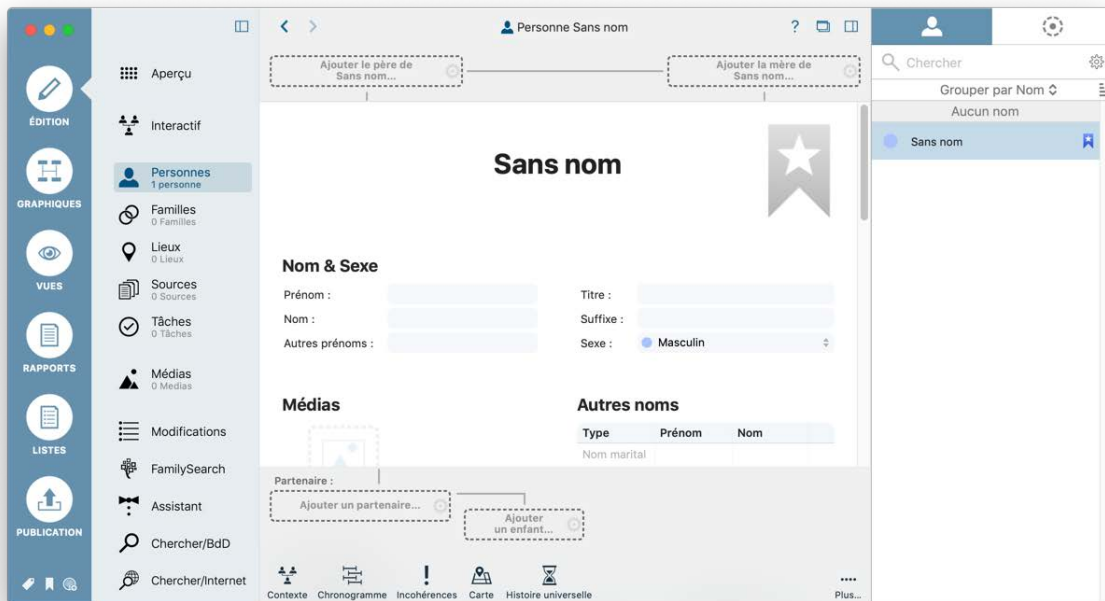 ÉDITION
GRAPHIQUES
VUES
RAPPORTS
LISTES
PUBLICATION
Aperçu
Interactif
Personnes
1 personne
Familles
0 Familles
Lieux
0 Lieux
Sources
0 Sources
Tâches
0 Tâches
Médias
0 Medias
Modifications
FamilySearch
Assistant
Chercher/BdD
Chercher/Internet
Personne Sans nom
?
Ajouter le père de
Sans nom...
Ajouter la mère de
Sans nom...
Sans nom
Nom & Sexe
Prénom :
Nom :
Autres prénoms :
Titre :
Suffixe :
Sexe : Masculin
Médias
Autres noms
Type Prénom Nom
Nom marital
Partenaire :
Ajouter un partenaire...
Ajouter
un enfant...
Contexte Chronogramme Incohérences Carte Histoire universelle Plus...
Chercher
Grouper par Nom
Aucun nom
Sans nom